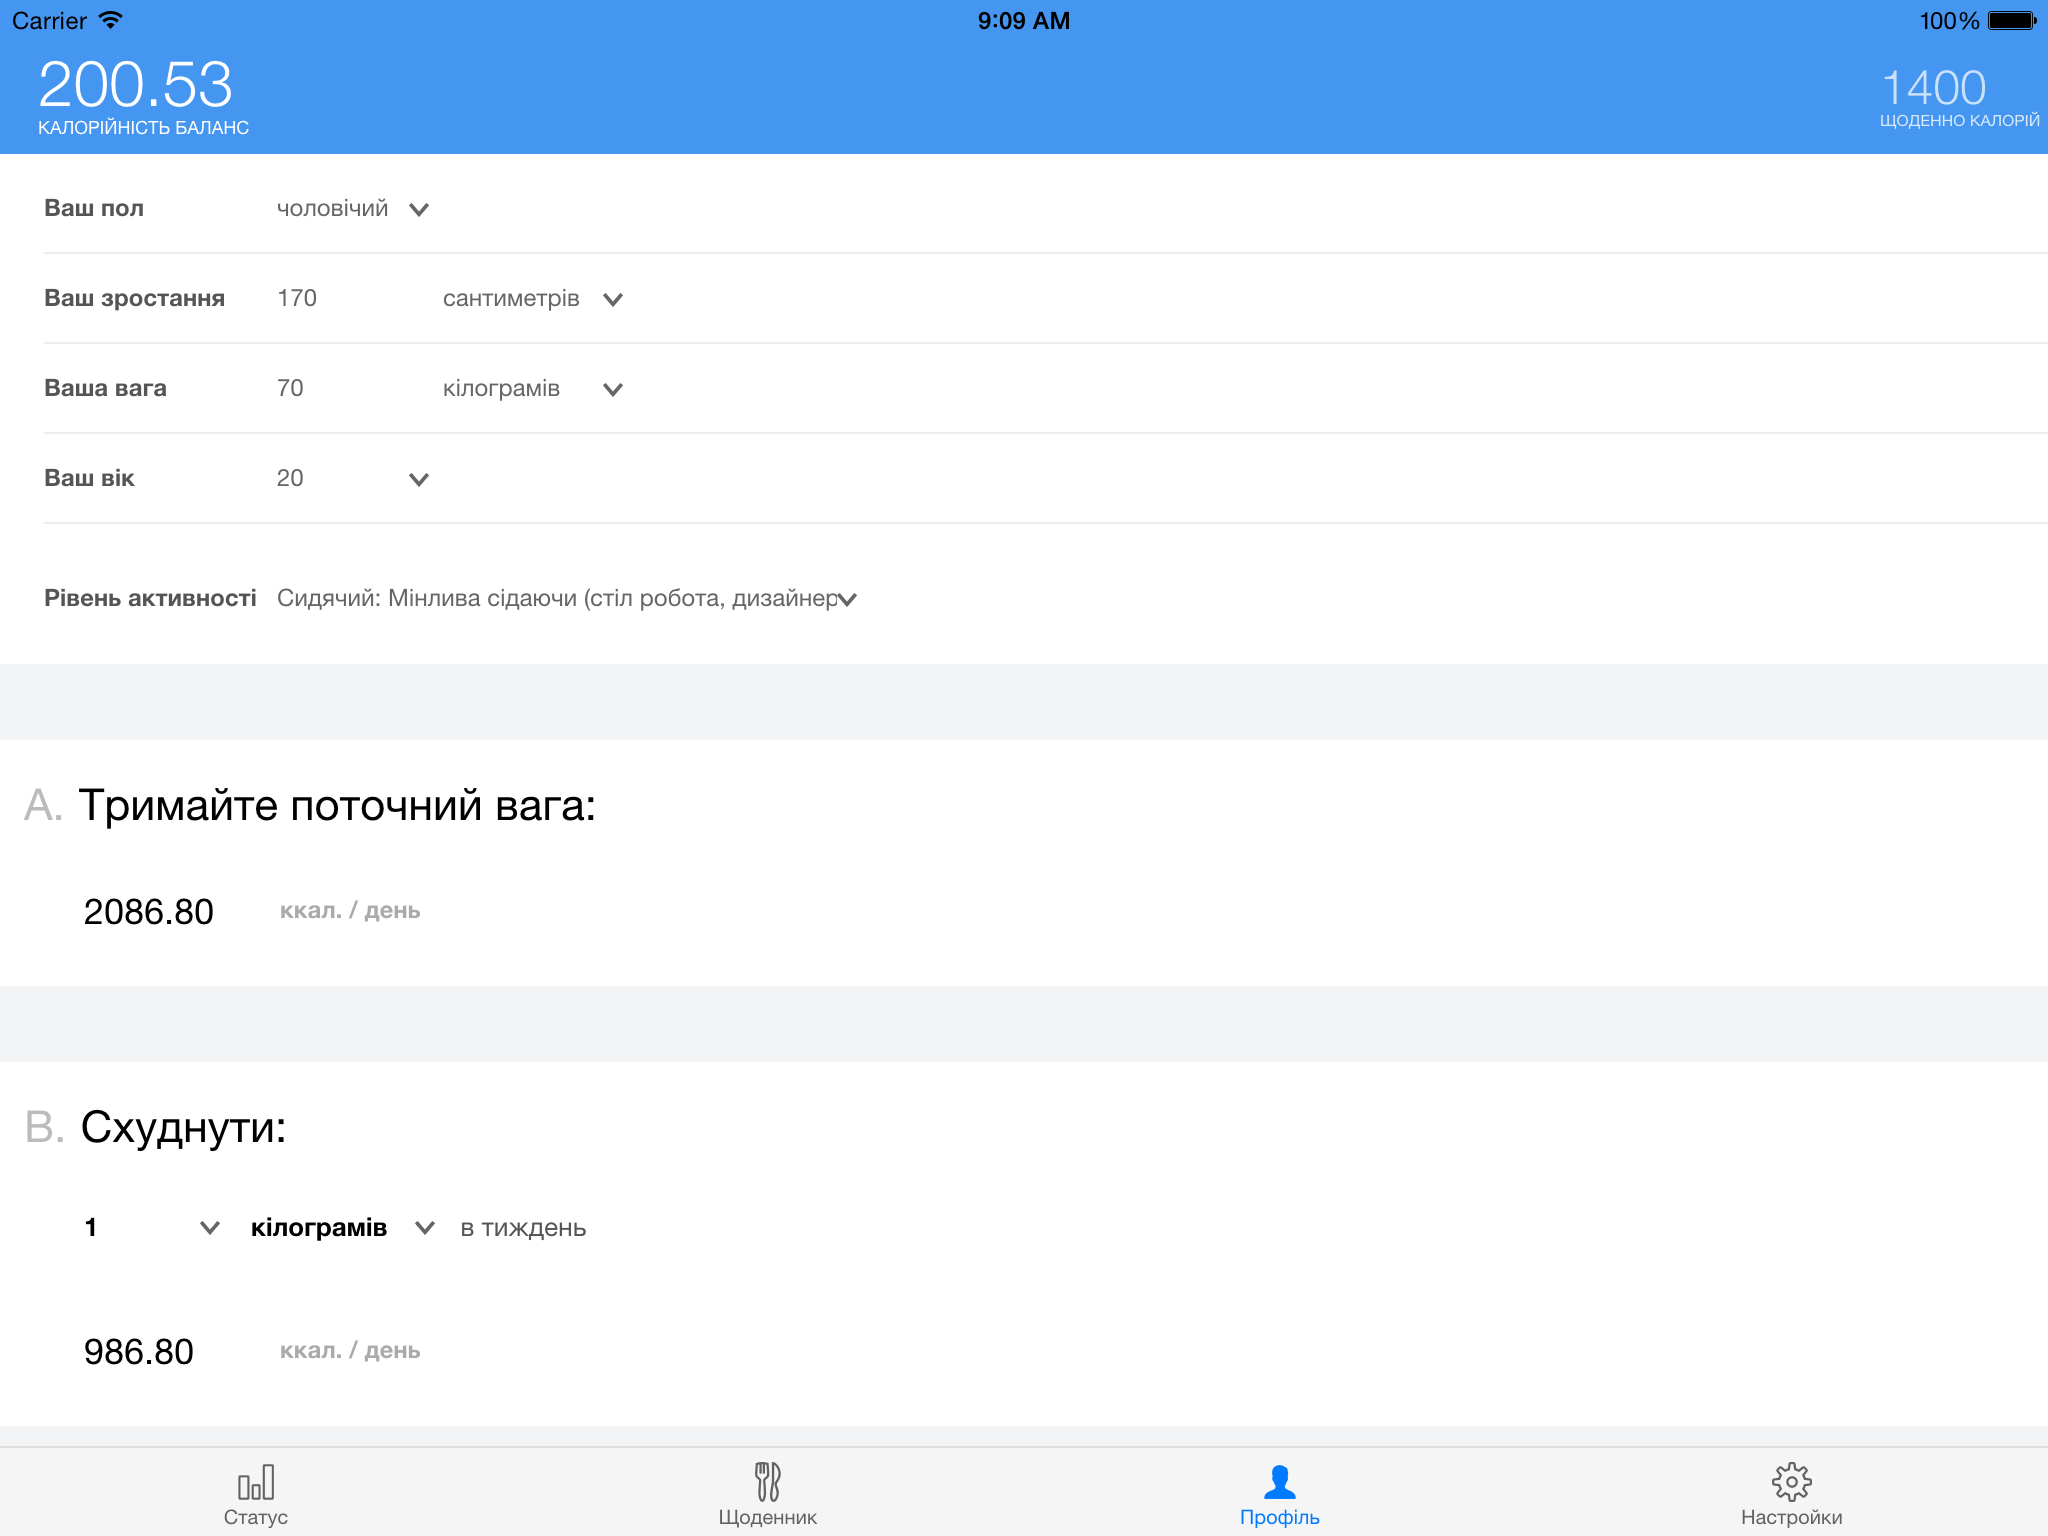 Carrier 9:09 AM 100%
200.53 1400
КАЛОРІЙНІСТЬ БАЛАНС ЩОДЕННО КАЛОРІЙ
Ваш пол чоловічий
Ваш зростання 170 сантиметрів
Ваша вага 70 кілограмів
Ваш вік 20
Рівень активності Сидячий: Мінлива сідаючи (стіл робота, дизайнер
A. Тримайте поточний вага:
2086.80 ккал. / день
B. Схуднути:
1 кілограмів в тиждень
986.80 ккал. / день
Статус Щоденник Профіль Настройки